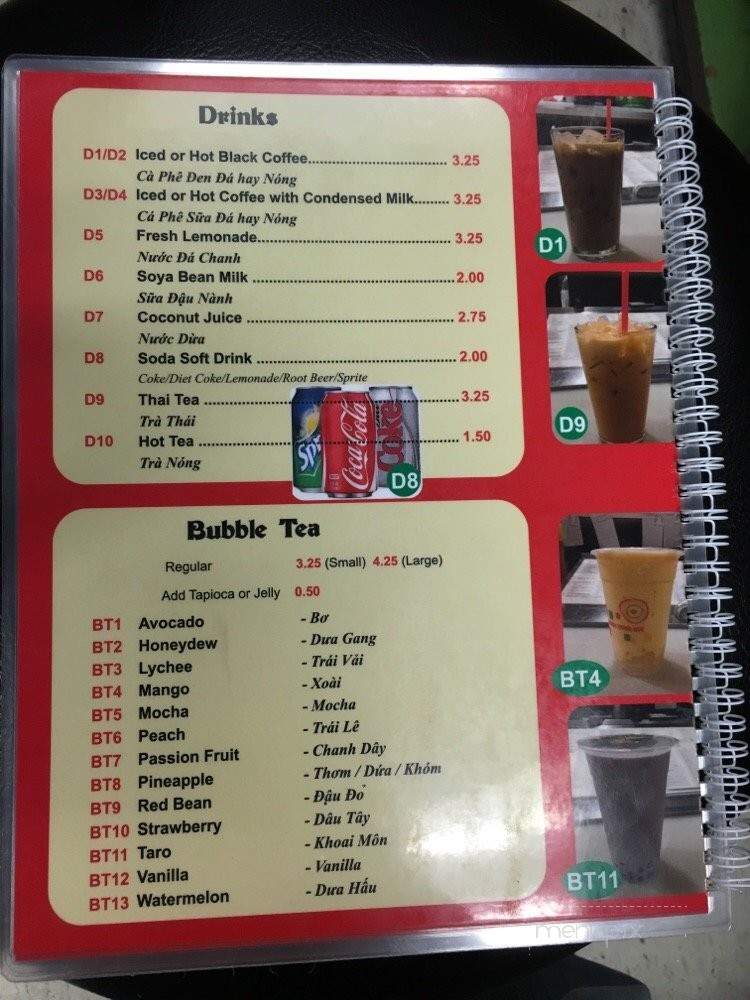 Drinks
D1/D2 Iced or Hot Black Coffee................................ 3.25
Cà Phê Đen Đá hay Nóng
D3/D4 Iced or Hot Coffee with Condensed Milk........ 3.25
Cá Phê Sữa Đá hay Nóng
D5 Fresh Lemonade............................................ 3.25
Nước Đá Chanh
D6 Soya Bean Milk ..............................................2.00
Sữa Đậu Nành
D7 Coconut Juice ............................................... 2.75
Nước Dừa
D8 Soda Soft Drink ............................................. 2.00
Coke/Diet Coke/Lemonade/Root Beer/Sprite
D9 Thai Tea ..........................................................3.25
Trà Thái
D10 Hot Tea .......................................................... 1.50
Trà Nóng
Spr
Coca-Cola
Coke
D8
D1
D9
Bubble Tea
Regular 3.25 (Small) 4.25 (Large)
Add Tapioca or Jelly 0.50
BT1 Avocado - Bơ
BT2 Honeydew - Dưa Gang
BT3 Lychee - Trái Vải
BT4 Mango - Xoài
BT5 Mocha - Mocha
BT6 Peach - Trái Lê
BT7 Passion Fruit - Chanh Dây
BT8 Pineapple - Thơm / Dứa / Khóm
BT9 Red Bean - Đậu Đỏ
BT10 Strawberry - Dâu Tây
BT11 Taro - Khoai Môn
BT12 Vanilla - Vanilla
BT13 Watermelon - Dưa Hấu
BT4
BT11